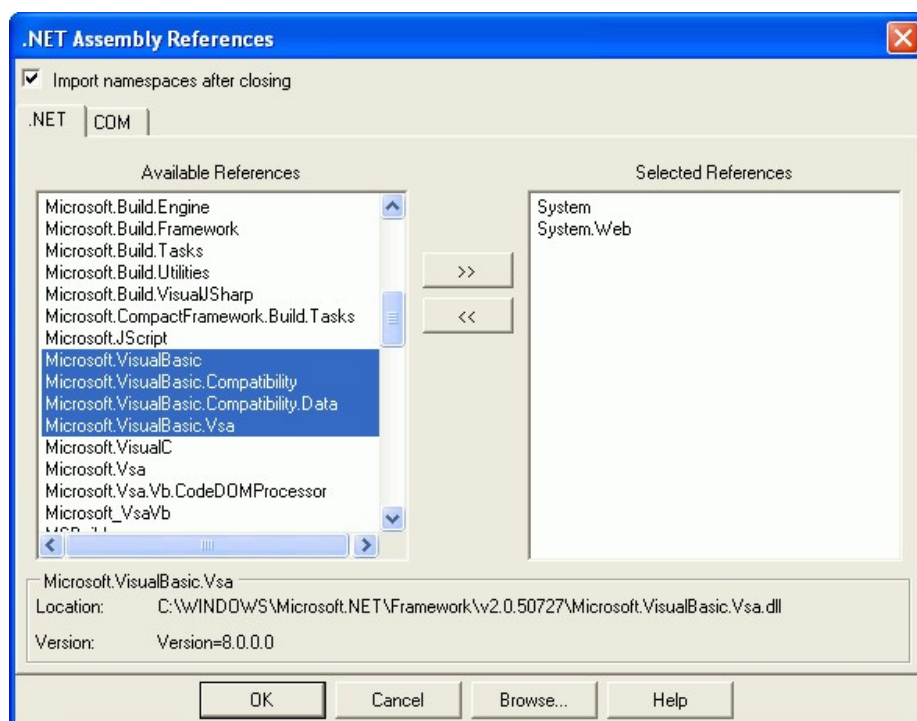 .NET Assembly References
Import namespaces after closing
.NET
COM
Available References
Microsoft.Build.Engine
Microsoft.Build.Framework
Microsoft.Build.Tasks
Microsoft.Build.Utilities
Microsoft.Build.VisualJSharp
Microsoft.CompactFramework.Build.Tasks
Microsoft.JScript
Microsoft.VisualBasic
Microsoft.VisualBasic.Compatibility
Microsoft.VisualBasic.Compatibility.Data
Microsoft.VisualBasic.Vsa
Microsoft.VisualC
Microsoft.Vsa
Microsoft.Vsa.Vb.CodeDOMProcessor
Microsoft_VsaVb
>>
<<
Selected References
System
System.Web
Microsoft.VisualBasic.Vsa
Location: C:\WINDOWS\Microsoft.NET\Framework\v2.0.50727\Microsoft.VisualBasic.Vsa.dll
Version: Version=8.0.0.0
OK
Cancel
Browse...
Help